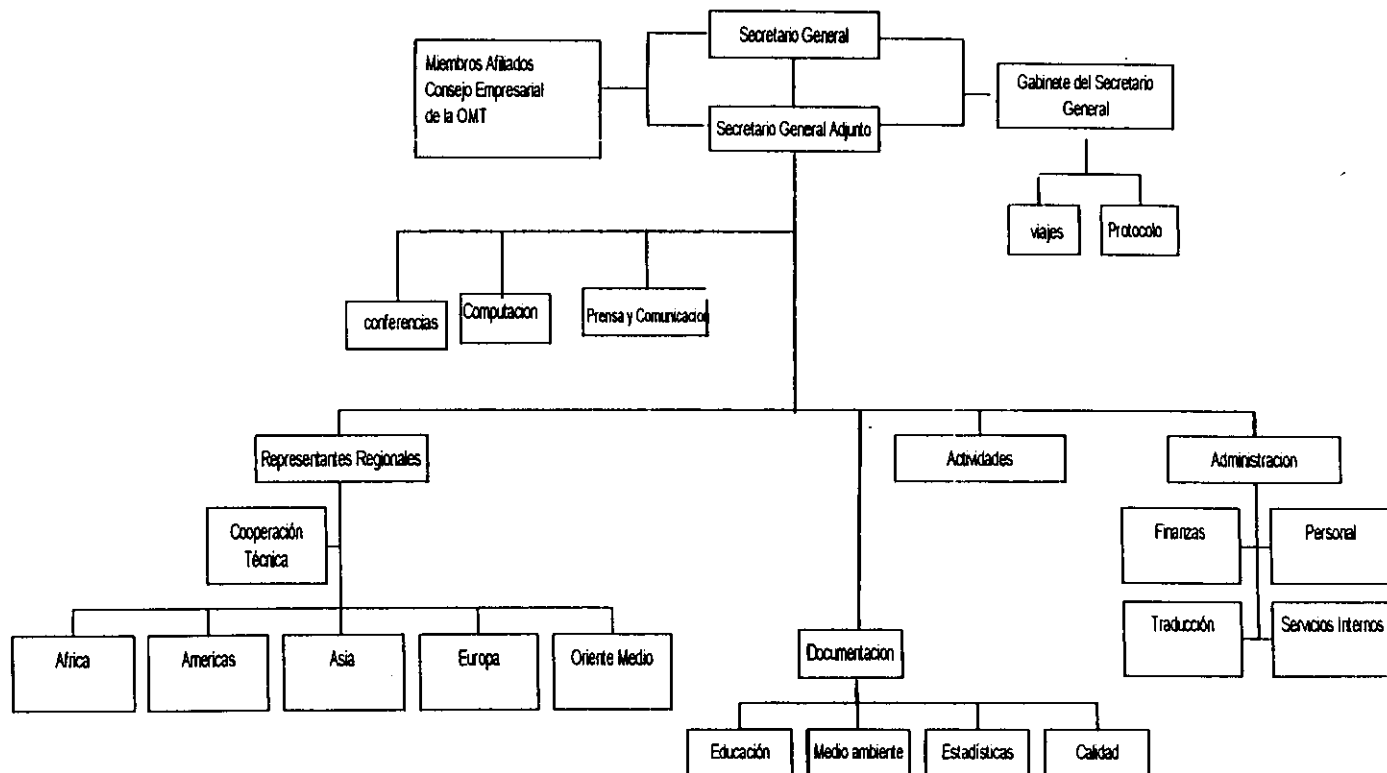 Secretario General
Miembros Afiliados
Consejo Empresarial
de la OMT
Gabinete del Secretario
General
Secretario General Adjunto
viajes
Protocolo
conferencias
Computacion
Prensa y Comunicacion
Representantes Regionales
Actividades
Administracion
Cooperación
Técnica
Finanzas
Personal
Traducción
Servicios Internos
Africa
Americas
Asia
Europa
Oriente Medio
Documentacion
Educación
Medio ambiente
Estadísticas
Calidad